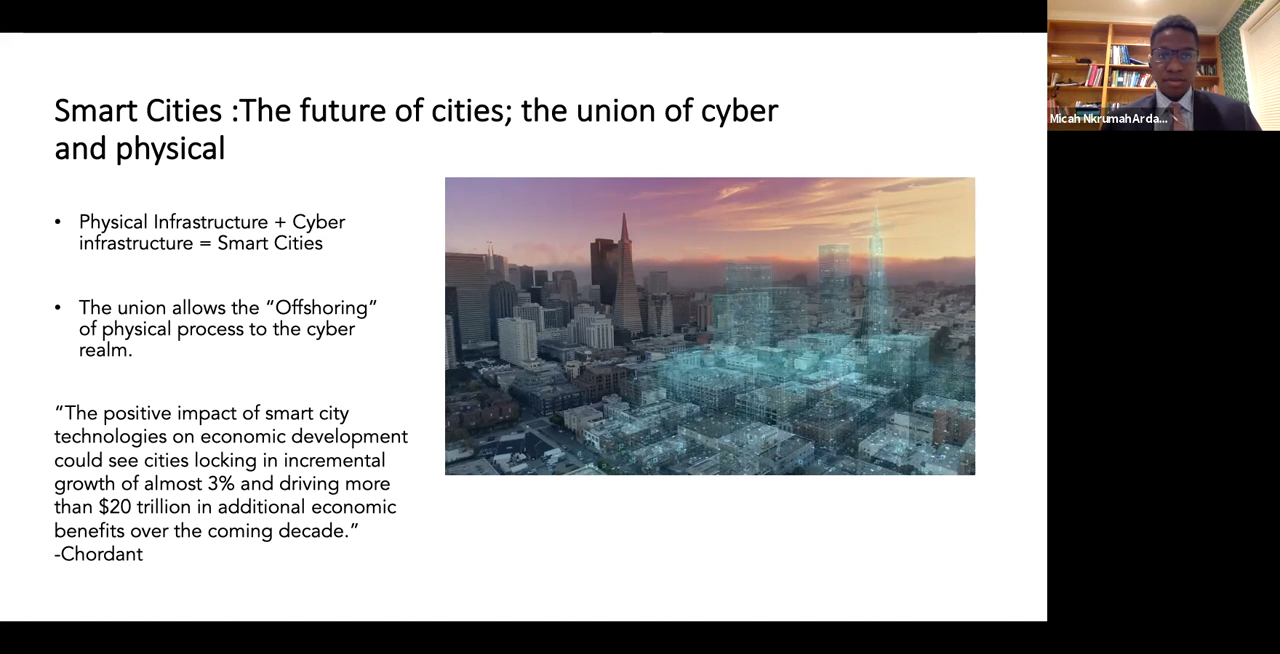 Smart Cities :The future of cities; the union of cyber
and physical
• Physical Infrastructure + Cyber
infrastructure = Smart Cities
• The union allows the “Offshoring”
of physical process to the cyber
realm.
“The positive impact of smart city
technologies on economic development
could see cities locking in incremental
growth of almost 3% and driving more
than $20 trillion in additional economic
benefits over the coming decade.”
-Chordant
Micah NkrumahArda...